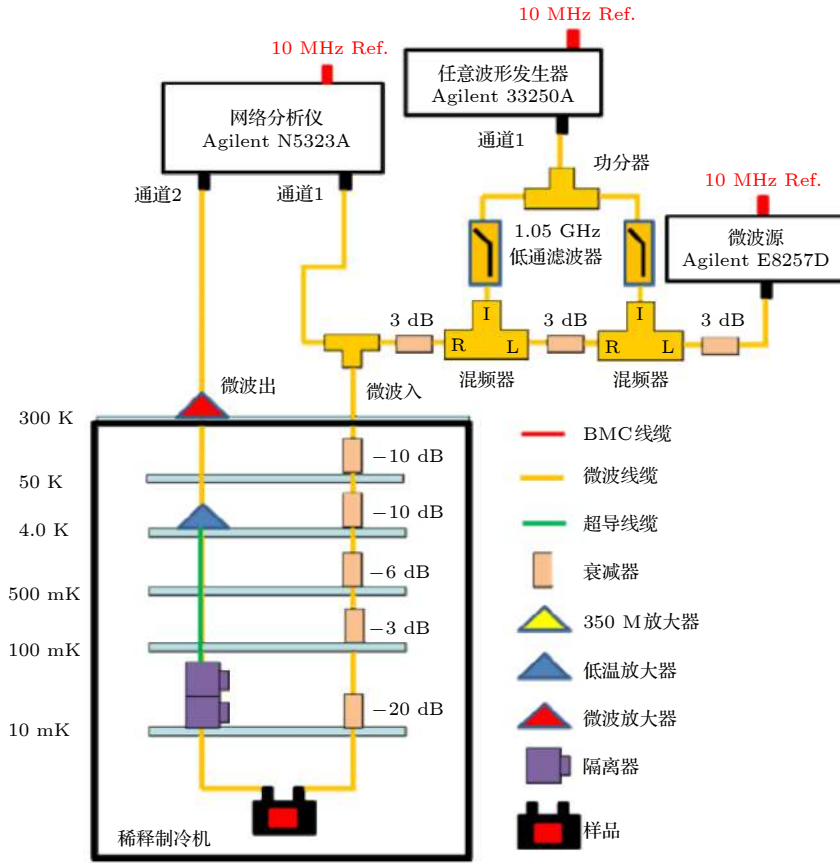 10 MHz Ref.
10 MHz Ref.
网络分析仪
Agilent N5323A
任意波形发生器
Agilent 33250A
通道2
通道1
通道1
功分器
10 MHz Ref.
1.05 GHz
低通滤波器
微波源
Agilent E8257D
3 dB
I
R
L
3 dB
I
R
L
3 dB
混频器
混频器
微波出
微波入
300 K
−10 dB
50 K
−10 dB
4.0 K
−6 dB
500 mK
−3 dB
100 mK
−20 dB
10 mK
稀释制冷机
BMC线缆
微波线缆
超导线缆
衰减器
350 M放大器
低温放大器
微波放大器
隔离器
样品